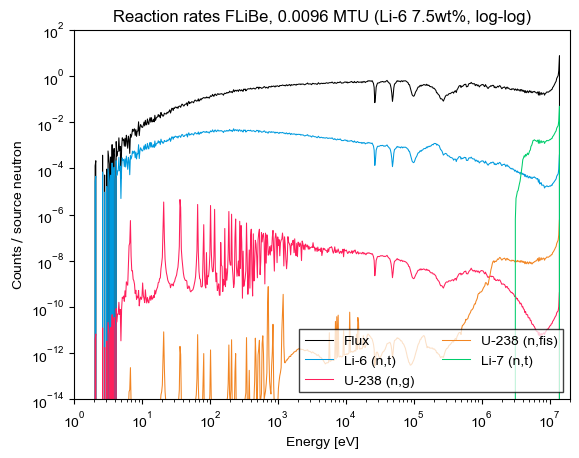 Reaction rates FLiBe, 0.0096 MTU (Li-6 7.5wt%, log-log)
Counts / source neutron
10^2
10^0
10^−2
10^−4
10^−6
10^−8
10^−10
10^−12
10^−14
Flux
Li-6 (n,t)
U-238 (n,g)
U-238 (n,fis)
Li-7 (n,t)
10^0 10^1 10^2 10^3 10^4 10^5 10^6 10^7
Energy [eV]